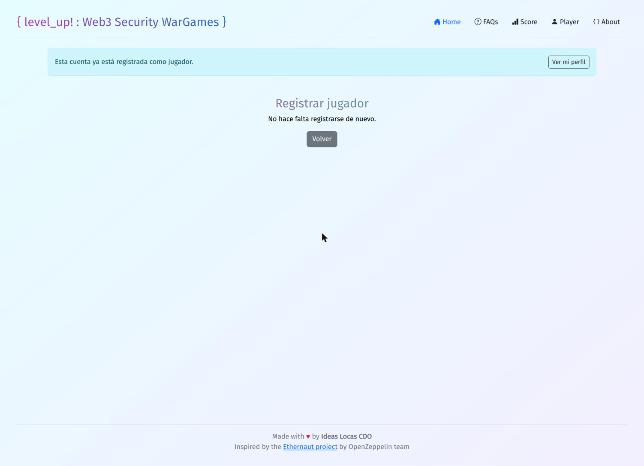 { level_up! : Web3 Security WarGames }
Home FAQs Score Player About
Esta cuenta ya está registrada como jugador.
Ver mi perfil
Registrar jugador
No hace falta registrarse de nuevo.
Volver
Made with ♥ by Ideas Locas CDO
Inspired by the Ethernaut project by OpenZeppelin team